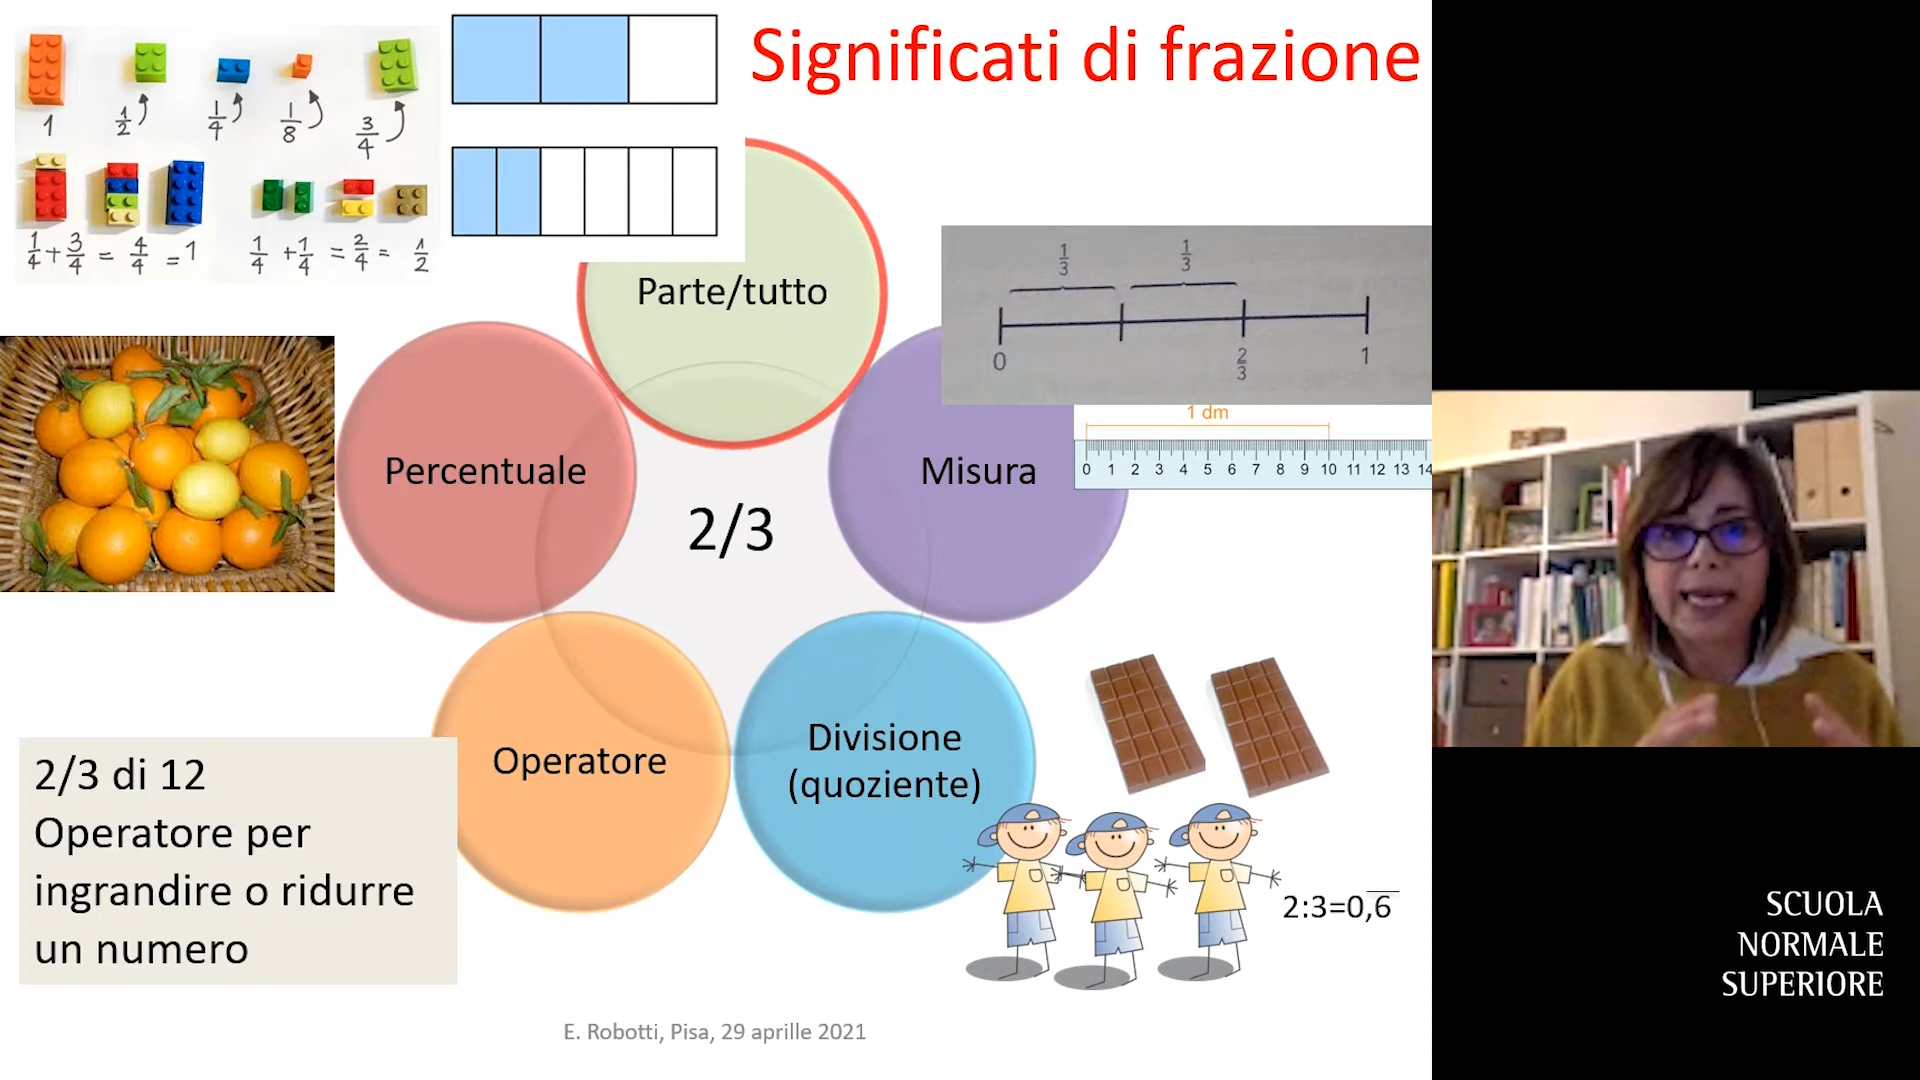 Significati di frazione
1
1/2
1/4
1/8
3/4
1/4 + 3/4 = 4/4 = 1
1/4 + 1/4 = 2/4 = 1/2
Parte/tutto
1/3
1/3
0
2/3
1
1 dm
0 1 2 3 4 5 6 7 8 9 10 11 12 13 14
Percentuale
Misura
2/3
Operatore
Divisione
(quoziente)
2/3 di 12
Operatore per
ingrandire o ridurre
un numero
2:3=0,6̅
E. Robotti, Pisa, 29 aprille 2021
SCUOLA
NORMALE
SUPERIORE